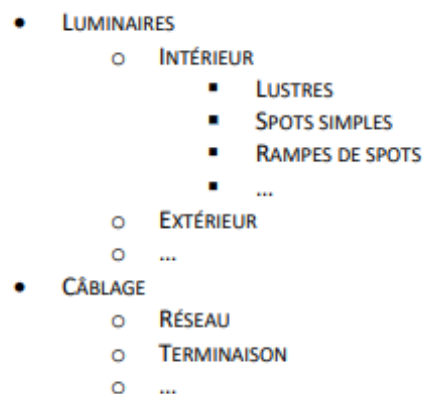 • LUMINAIRES
o INTÉRIEUR
▪ LUSTRES
▪ SPOTS SIMPLES
▪ RAMPES DE SPOTS
▪ ...
o EXTÉRIEUR
o ...
• CÂBLAGE
o RÉSEAU
o TERMINAISON
o ...